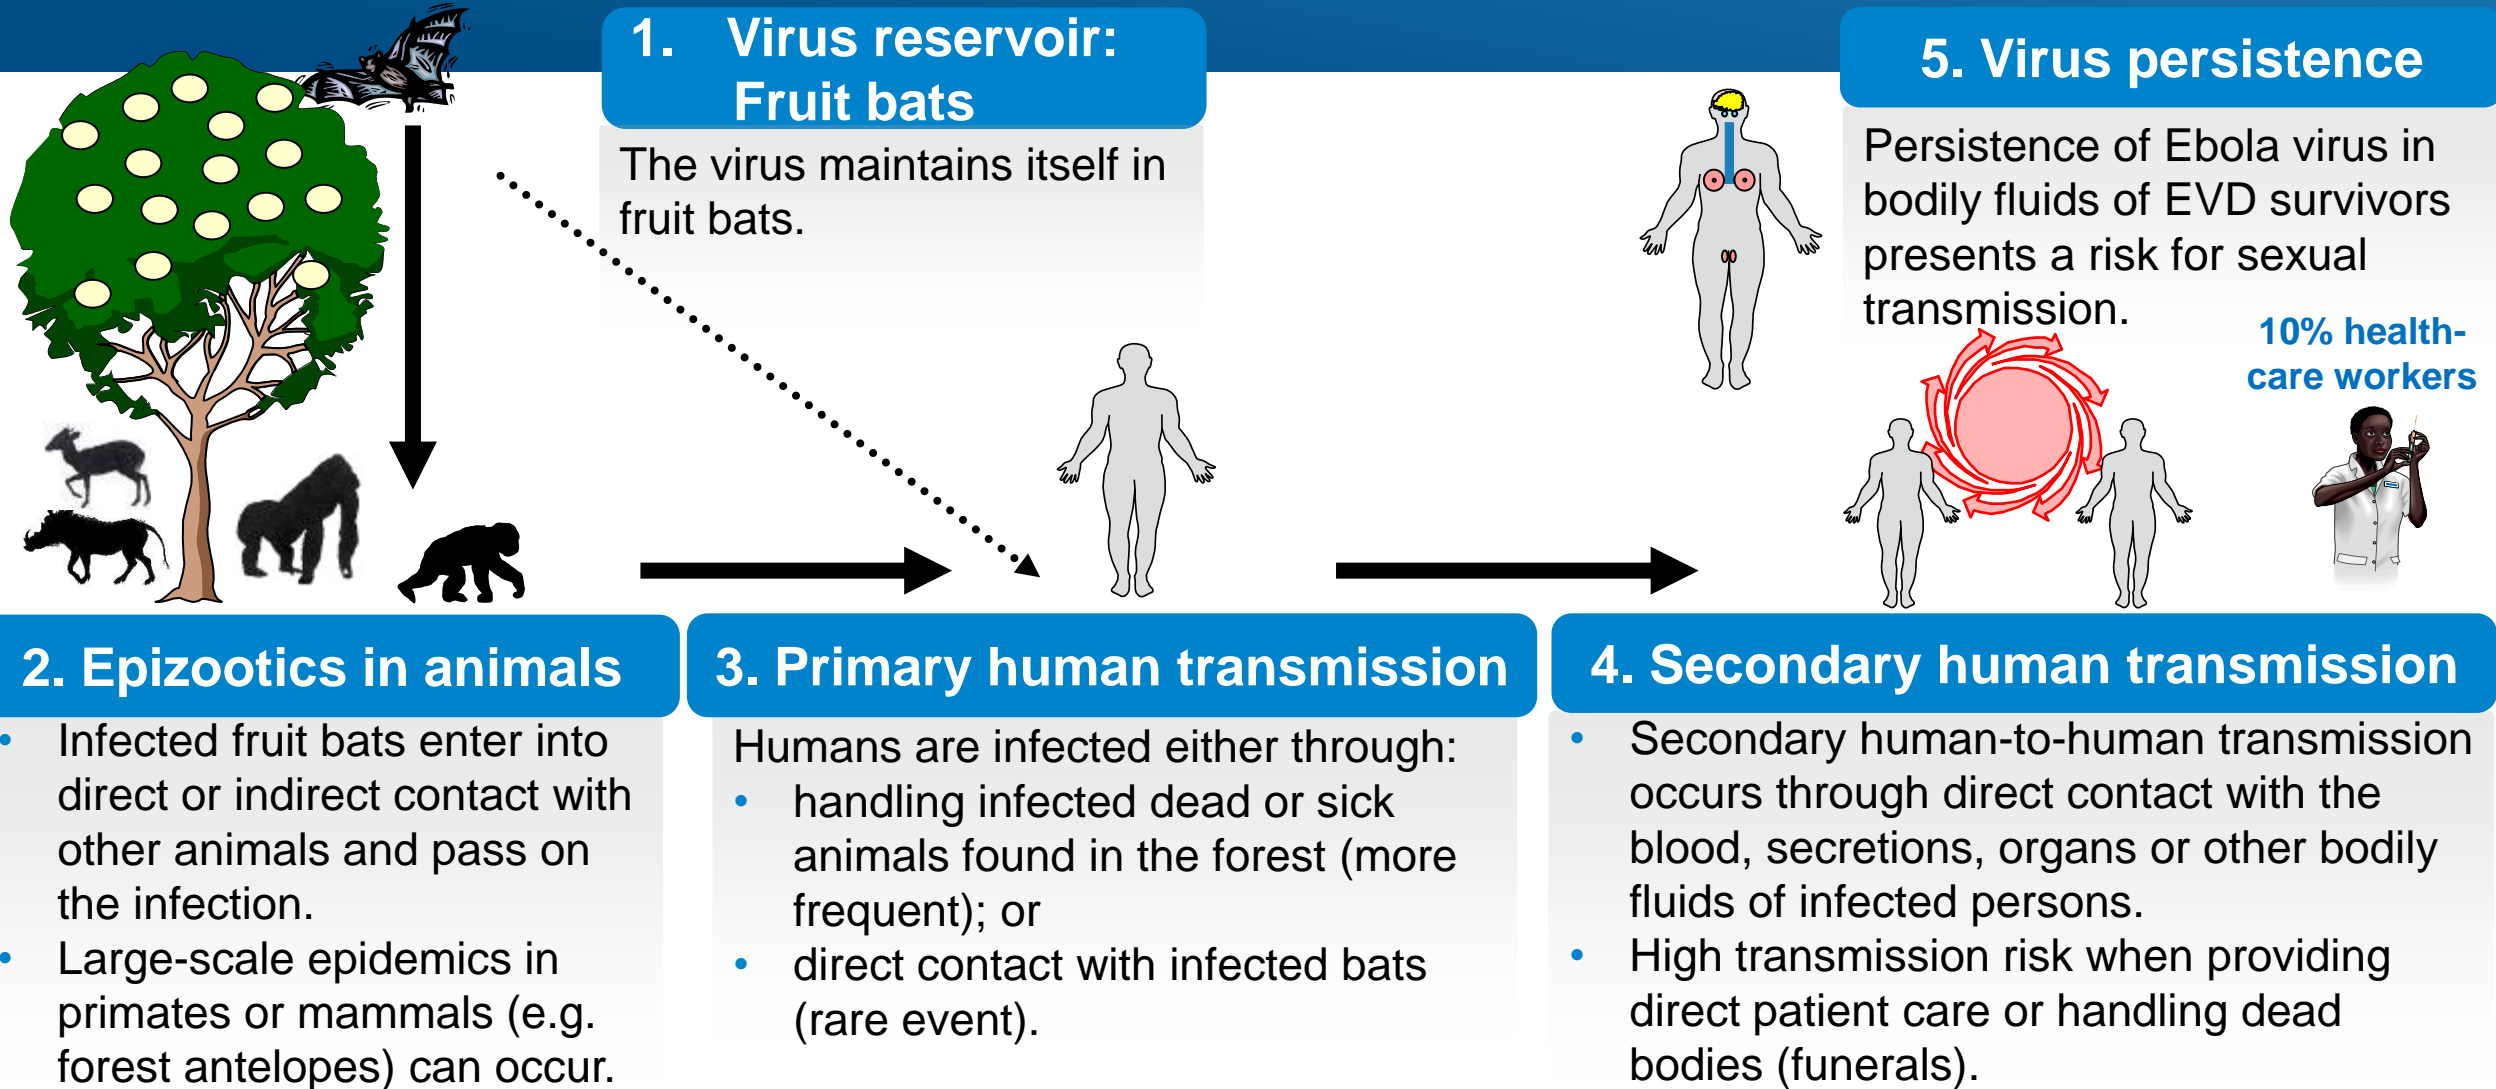 1. Virus reservoir:
Fruit bats
The virus maintains itself in
fruit bats.
5. Virus persistence
Persistence of Ebola virus in
bodily fluids of EVD survivors
presents a risk for sexual
transmission.
10% health-
care workers
2. Epizootics in animals
• Infected fruit bats enter into
direct or indirect contact with
other animals and pass on
the infection.
• Large-scale epidemics in
primates or mammals (e.g.
forest antelopes) can occur.
3. Primary human transmission
Humans are infected either through:
• handling infected dead or sick
animals found in the forest (more
frequent); or
• direct contact with infected bats
(rare event).
4. Secondary human transmission
• Secondary human-to-human transmission
occurs through direct contact with the
blood, secretions, organs or other bodily
fluids of infected persons.
• High transmission risk when providing
direct patient care or handling dead
bodies (funerals).